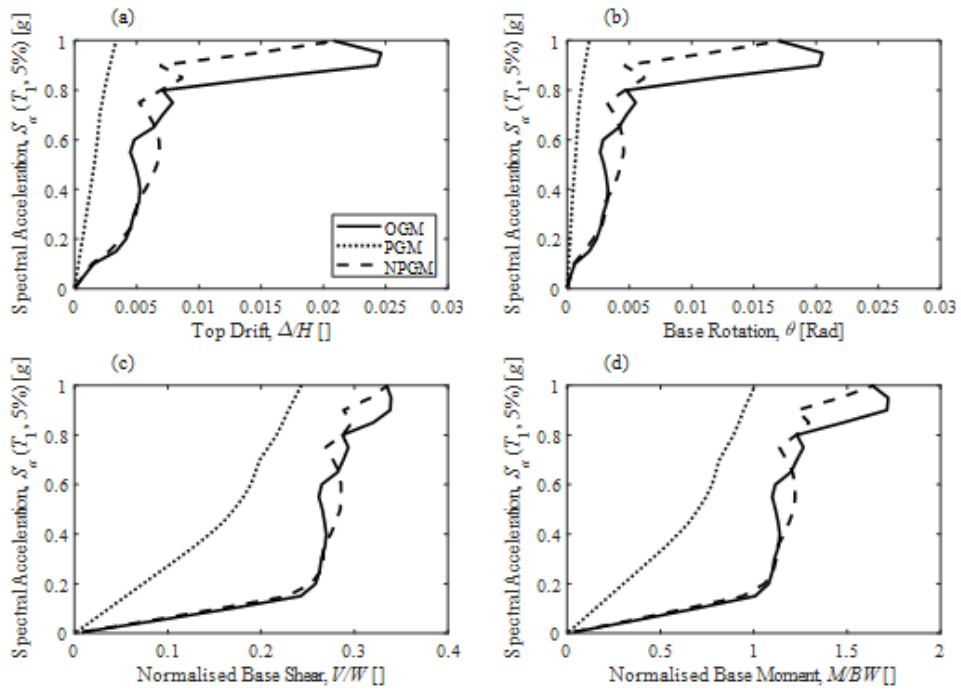 (a)
Spectral Acceleration, Sα (T1, 5%) [g]
1
0.8
0.6
0.4
0.2
0
OGM
PGM
NPGM
0 0.005 0.01 0.015 0.02 0.025 0.03
Top Drift, Δ/H []
(b)
Spectral Acceleration, Sα (T1, 5%) [g]
1
0.8
0.6
0.4
0.2
0
0 0.005 0.01 0.015 0.02 0.025 0.03
Base Rotation, θ [Rad]
(c)
Spectral Acceleration, Sα (T1, 5%) [g]
1
0.8
0.6
0.4
0.2
0
0 0.1 0.2 0.3 0.4
Normalised Base Shear, V/W []
(d)
Spectral Acceleration, Sα (T1, 5%) [g]
1
0.8
0.6
0.4
0.2
0
0 0.5 1 1.5 2
Normalised Base Moment, M/BW []